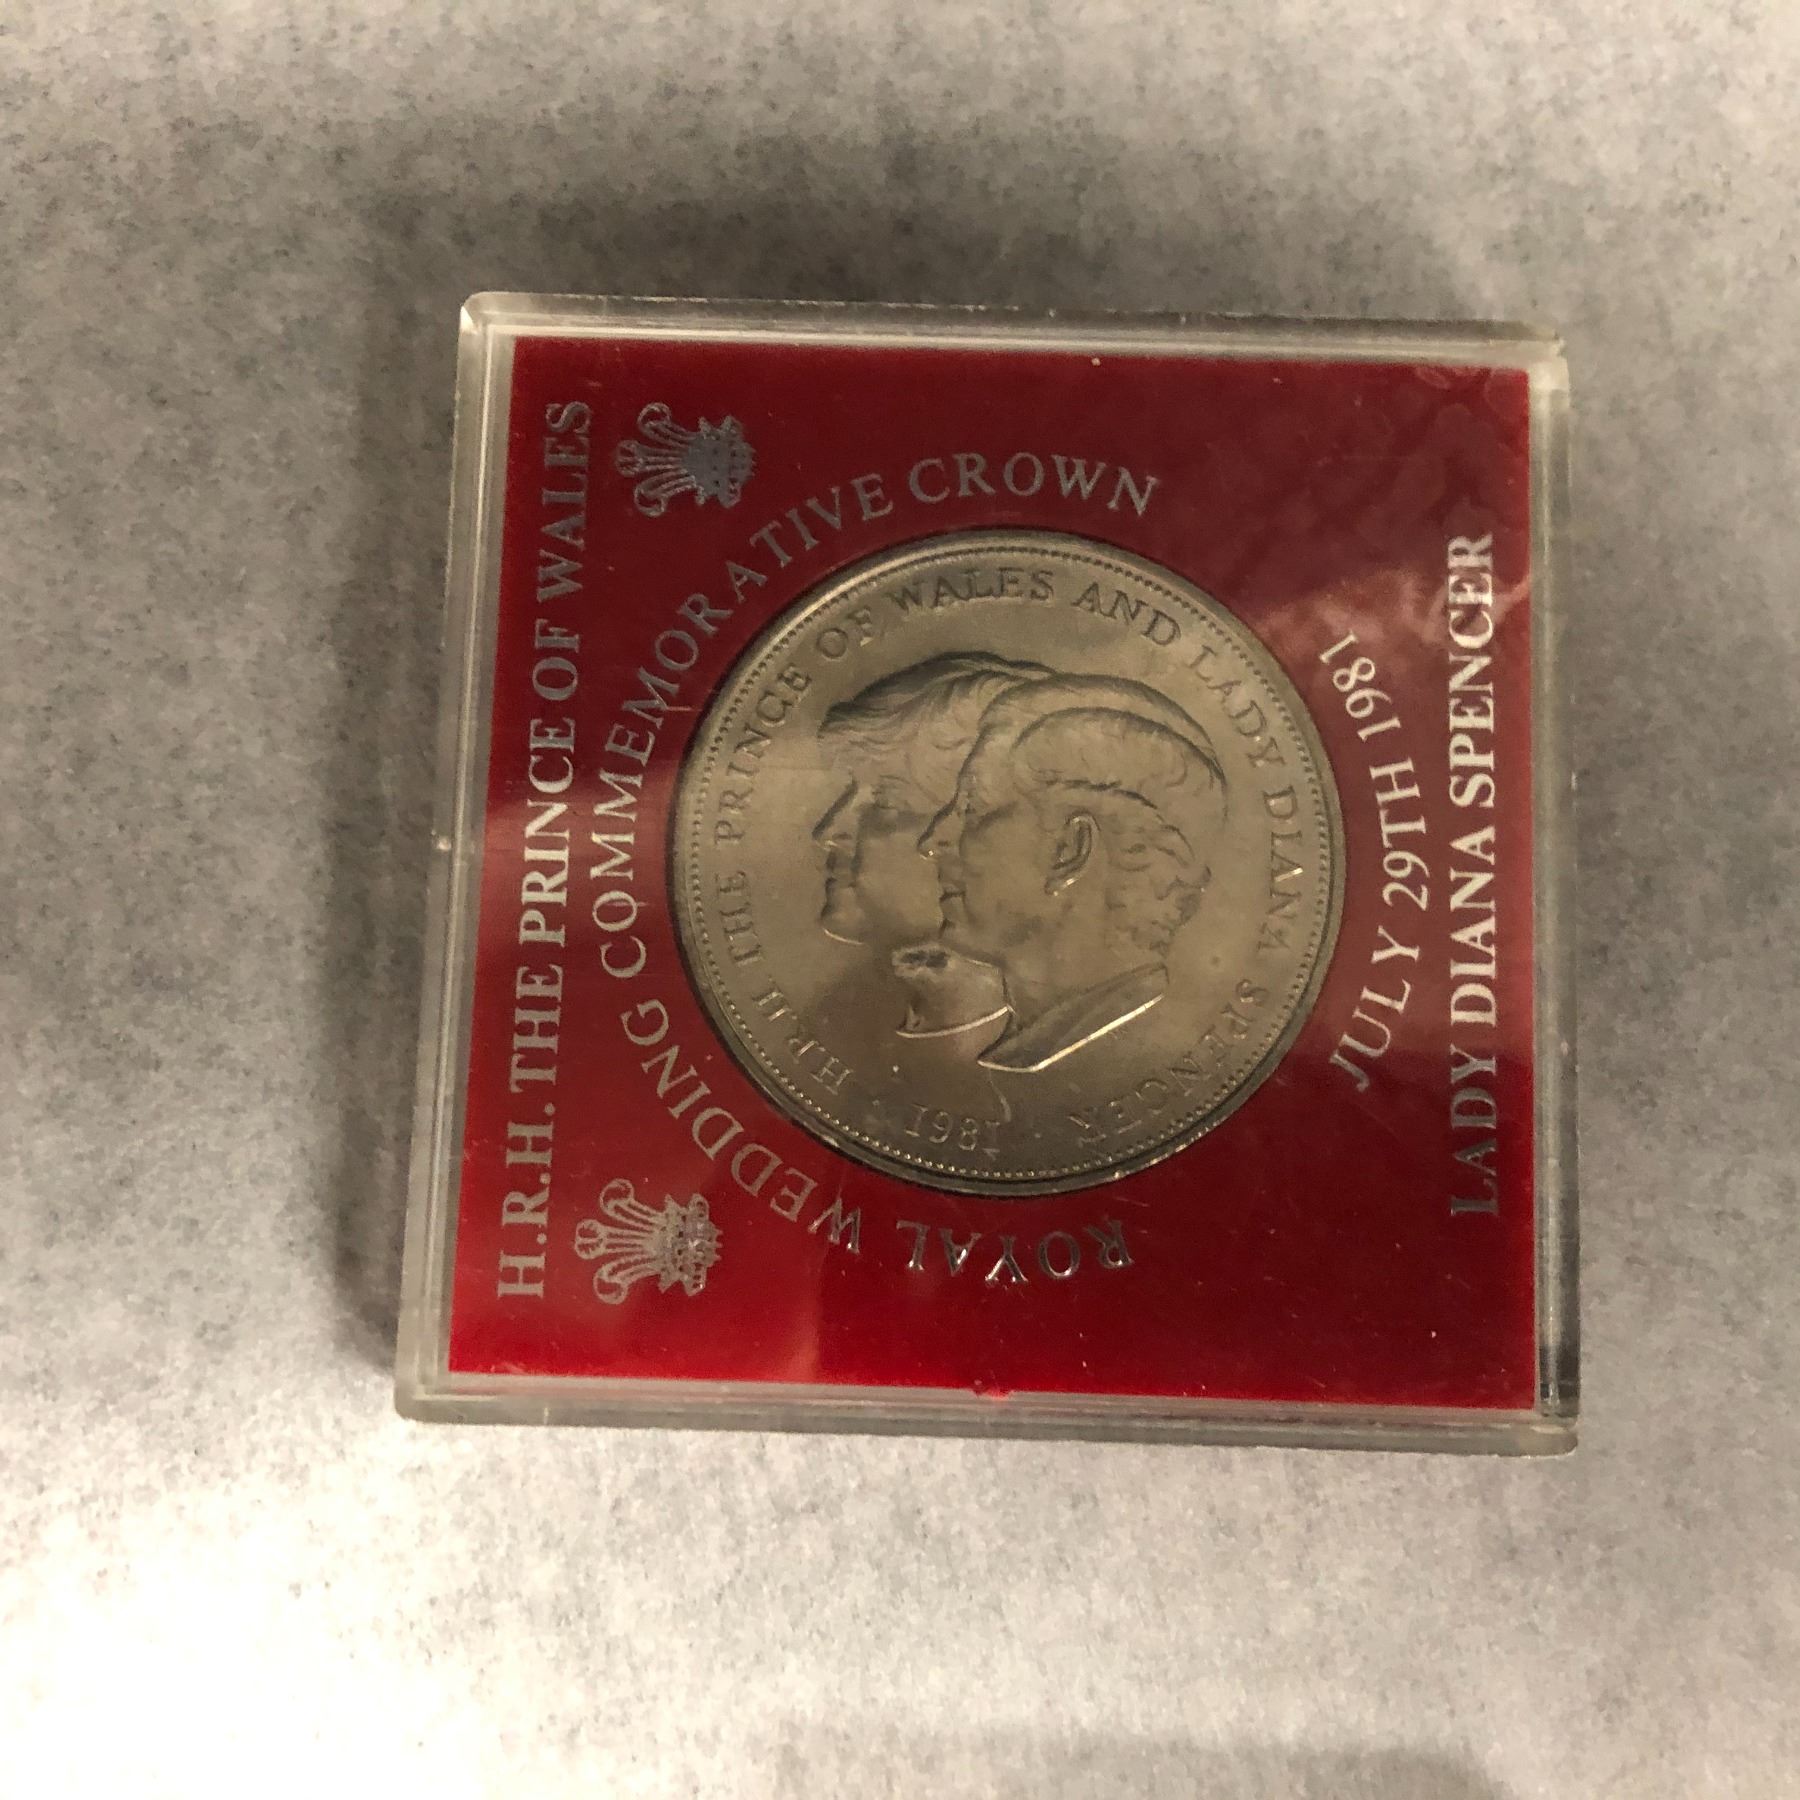 H.R.H. THE PRINCE OF WALES
ROYAL WEDDING COMMEMORATIVE CROWN
H.R.H. THE PRINCE OF WALES AND LADY DIANA SPENCER
· 1981 ·
JULY 29TH 1981
LADY DIANA SPENCER